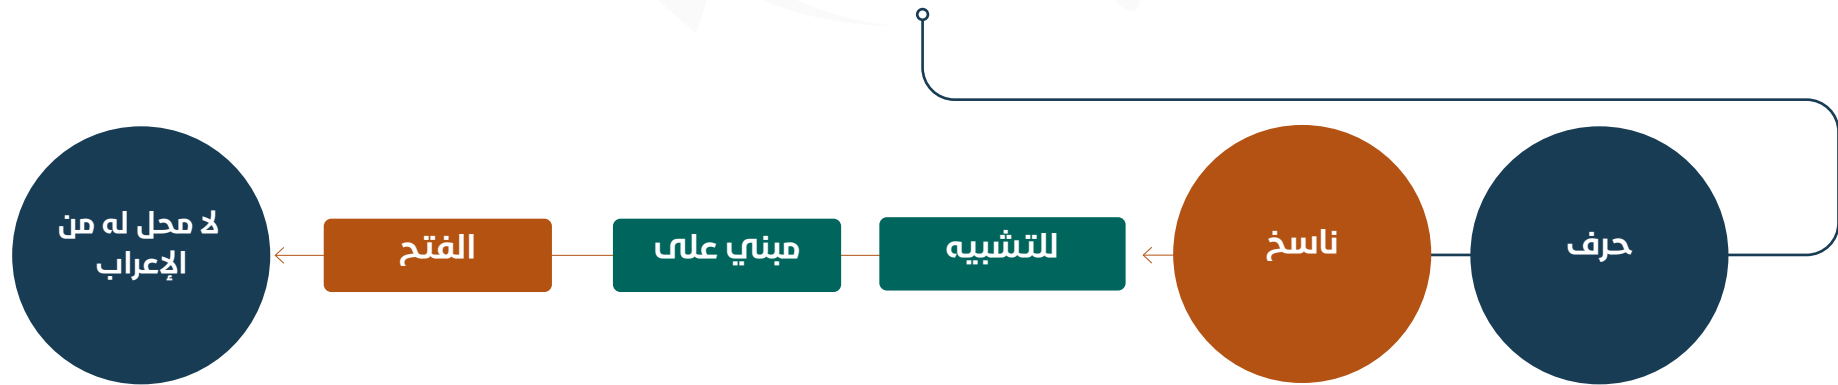 حرف
ناسخ
للتشبيه
مبني على
الفتح
لا محل له من
الإعراب